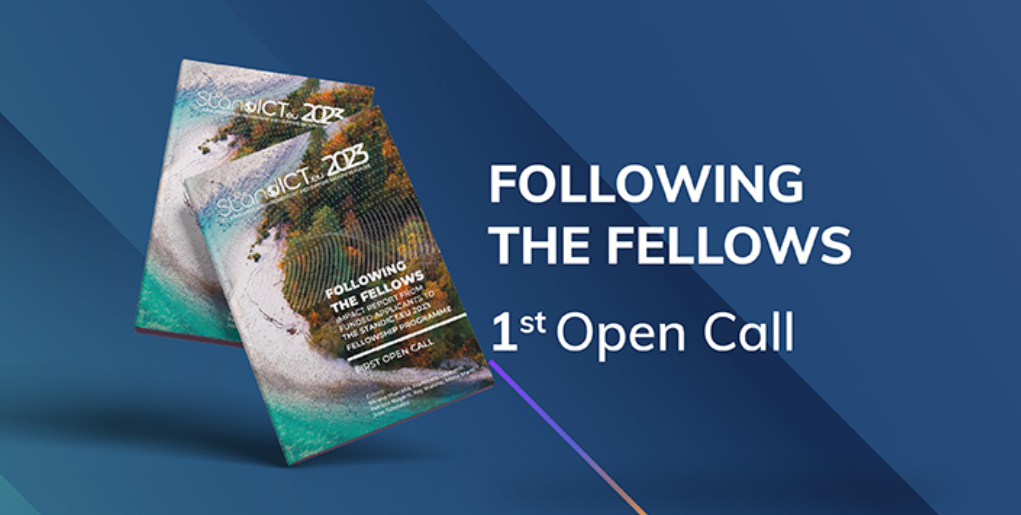 StandICT.eu 2023
StandICT.eu 2023
FOLLOWING
THE FELLOWS
IMPACT REPORT FROM
FUNDED APPLICANTS TO
THE STANDICT.EU 2023
FELLOWSHIP PROGRAMME
FIRST OPEN CALL
FOLLOWING
THE FELLOWS
1st Open Call